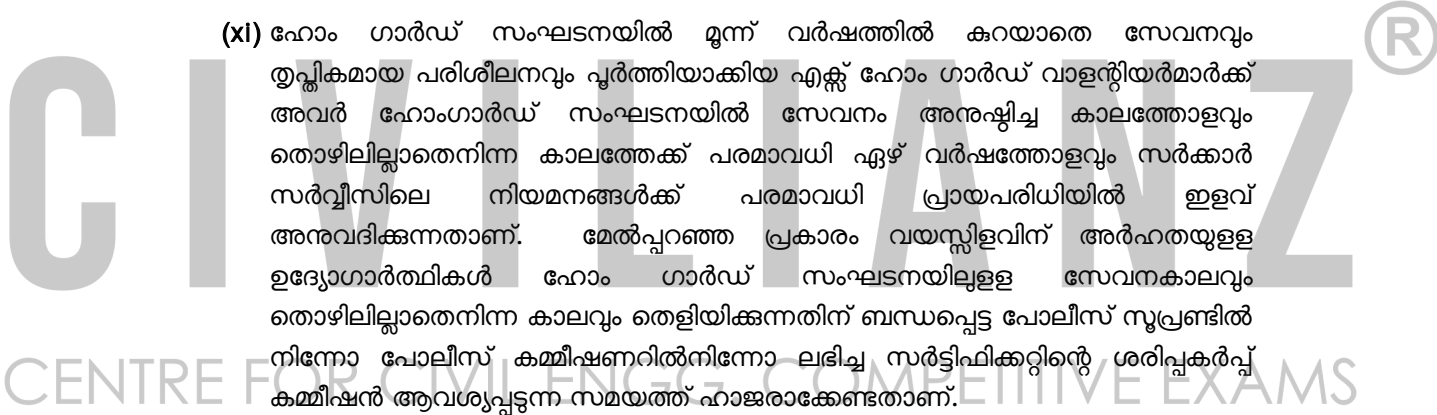 (xi) ഹോം ഗാർഡ് സംഘടനയിൽ മൂന്ന് വർഷത്തിൽ കുറയാതെ സേവനവും
തൃപ്തികമായ പരിശീലനവും പൂർത്തിയാക്കിയ എക്സ് ഹോം ഗാർഡ് വാളന്റിയർമാർക്ക്
അവർ ഹോംഗാർഡ് സംഘടനയിൽ സേവനം അനുഷ്ഠിച്ച കാലത്തോളവും
തൊഴിലില്ലാതെനിന്ന കാലത്തേക്ക് പരമാവധി ഏഴ് വർഷത്തോളവും സർക്കാർ
സർവ്വീസിലെ നിയമനങ്ങൾക്ക് പരമാവധി പ്രായപരിധിയിൽ ഇളവ്
അനുവദിക്കുന്നതാണ്. മേൽപ്പറഞ്ഞ പ്രകാരം വയസ്സിളവിന് അർഹതയുളള
ഉദ്യോഗാർത്ഥികൾ ഹോം ഗാർഡ് സംഘടനയിലുളള സേവനകാലവും
തൊഴിലില്ലാതെനിന്ന കാലവും തെളിയിക്കുന്നതിന് ബന്ധപ്പെട്ട പോലീസ് സൂപ്രണ്ടിൽ
നിന്നോ പോലീസ് കമ്മീഷണറിൽനിന്നോ ലഭിച്ച സർട്ടിഫിക്കറ്റിന്റെ ശരിപ്പകർപ്പ്
കമ്മീഷൻ ആവശ്യപ്പടുന്ന സമയത്ത് ഹാജരാക്കേണ്ടതാണ്.
CIVILIANZ ®
CENTRE FOR CIVIL ENGG. COMPETITIVE EXAMS